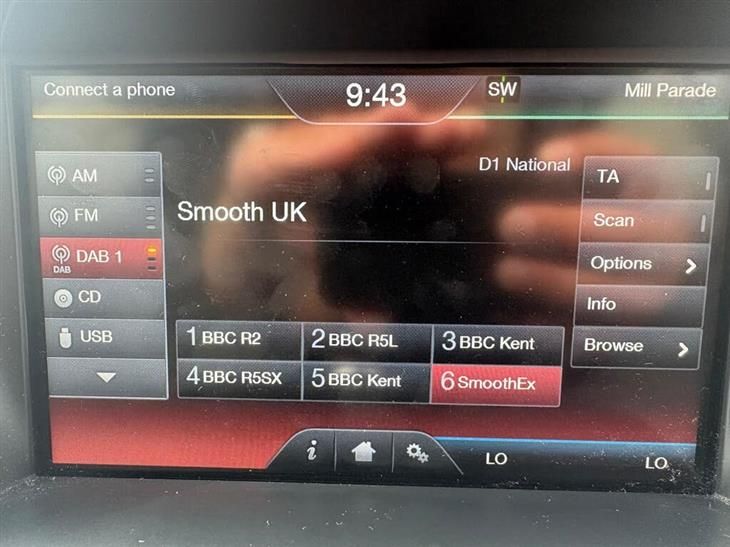 Connect a phone
9:43
SW
Mill Parade
AM
FM
DAB 1
DAB
CD
USB
D1 National
Smooth UK
1 BBC R2
2 BBC R5L
3 BBC Kent
4 BBC R5SX
5 BBC Kent
6 SmoothEx
TA
Scan
Options
Info
Browse
i
LO
LO